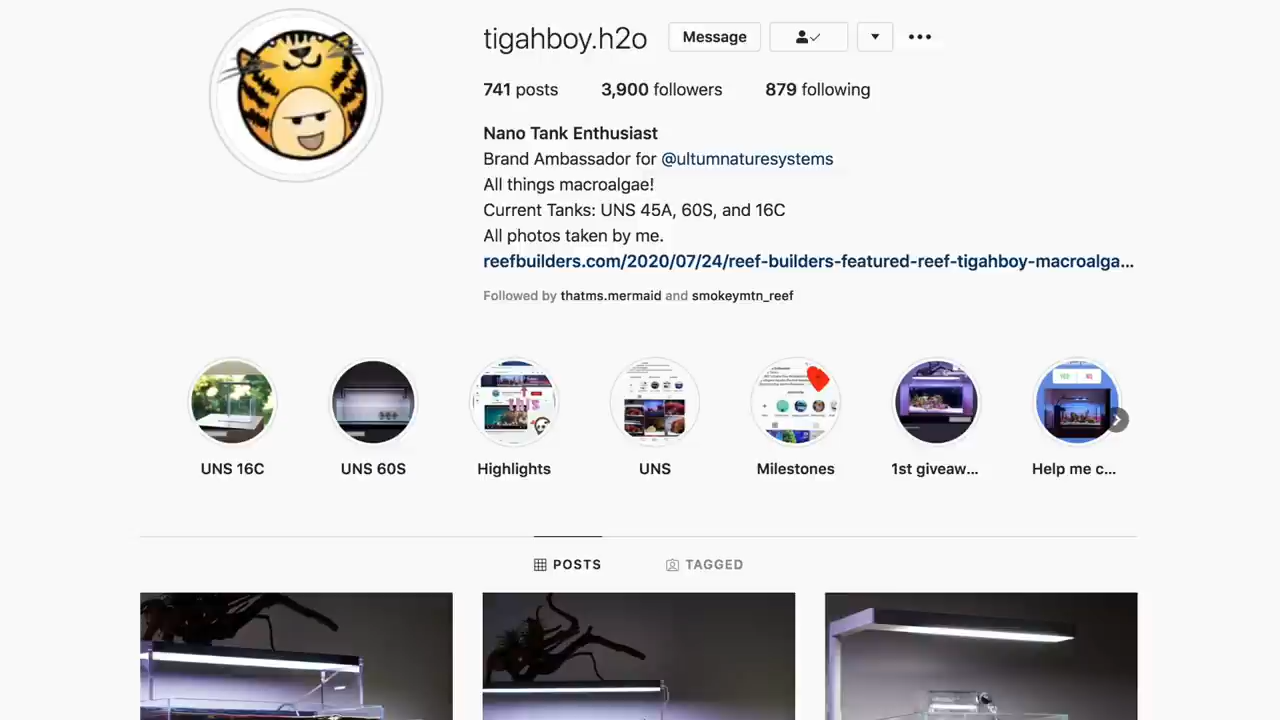 tigahboy.h2o Message
741 posts 3,900 followers 879 following
Nano Tank Enthusiast
Brand Ambassador for @ultumnaturesystems
All things macroalgae!
Current Tanks: UNS 45A, 60S, and 16C
All photos taken by me.
reefbuilders.com/2020/07/24/reef-builders-featured-reef-tigahboy-macroalga...
Followed by thatms.mermaid and smokeymtn_reef
UNS 16C UNS 60S Highlights UNS Milestones 1st giveaw... Help me c...
POSTS TAGGED